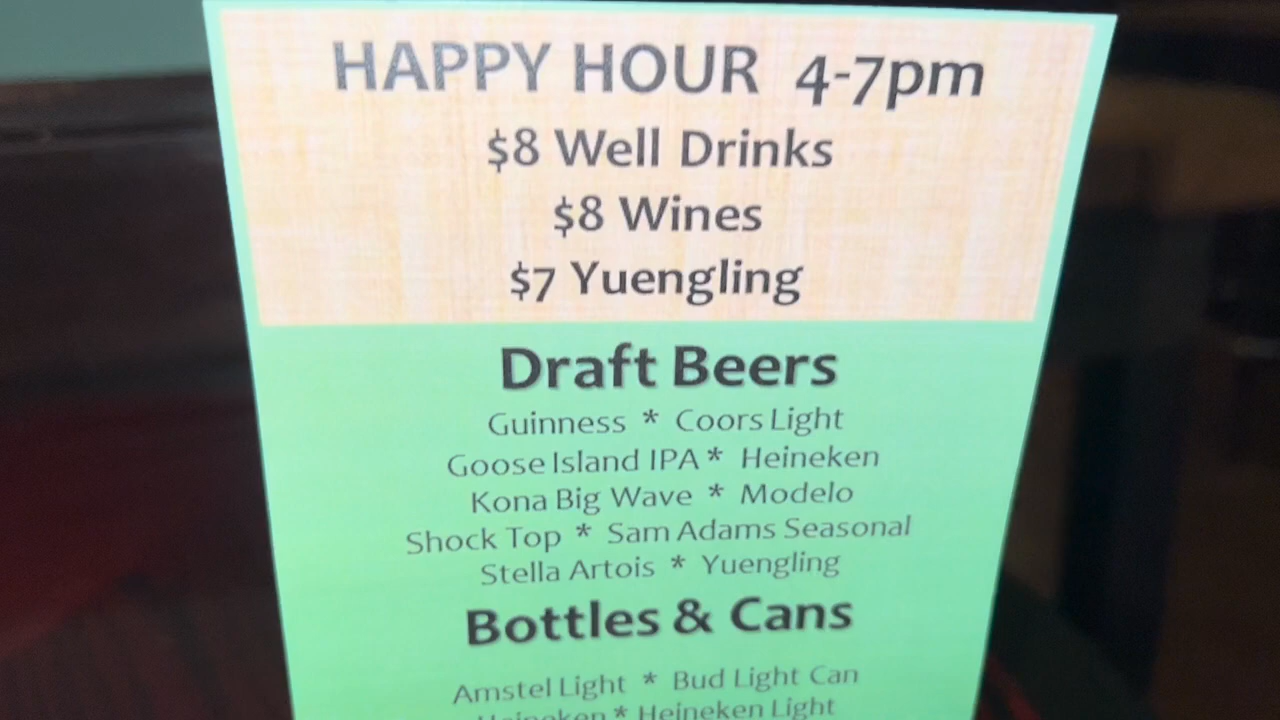 HAPPY HOUR 4-7pm
$8 Well Drinks
$8 Wines
$7 Yuengling
Draft Beers
Guinness * Coors Light
Goose Island IPA * Heineken
Kona Big Wave * Modelo
Shock Top * Sam Adams Seasonal
Stella Artois * Yuengling
Bottles & Cans
Amstel Light * Bud Light Can
Heineken * Heineken Light